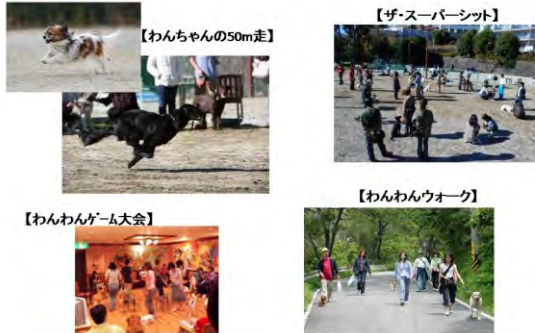 【わんちゃんの50m走】
【ザ・スーパーシット】
【わんわんゲーム大会】
【わんわんウォーク】